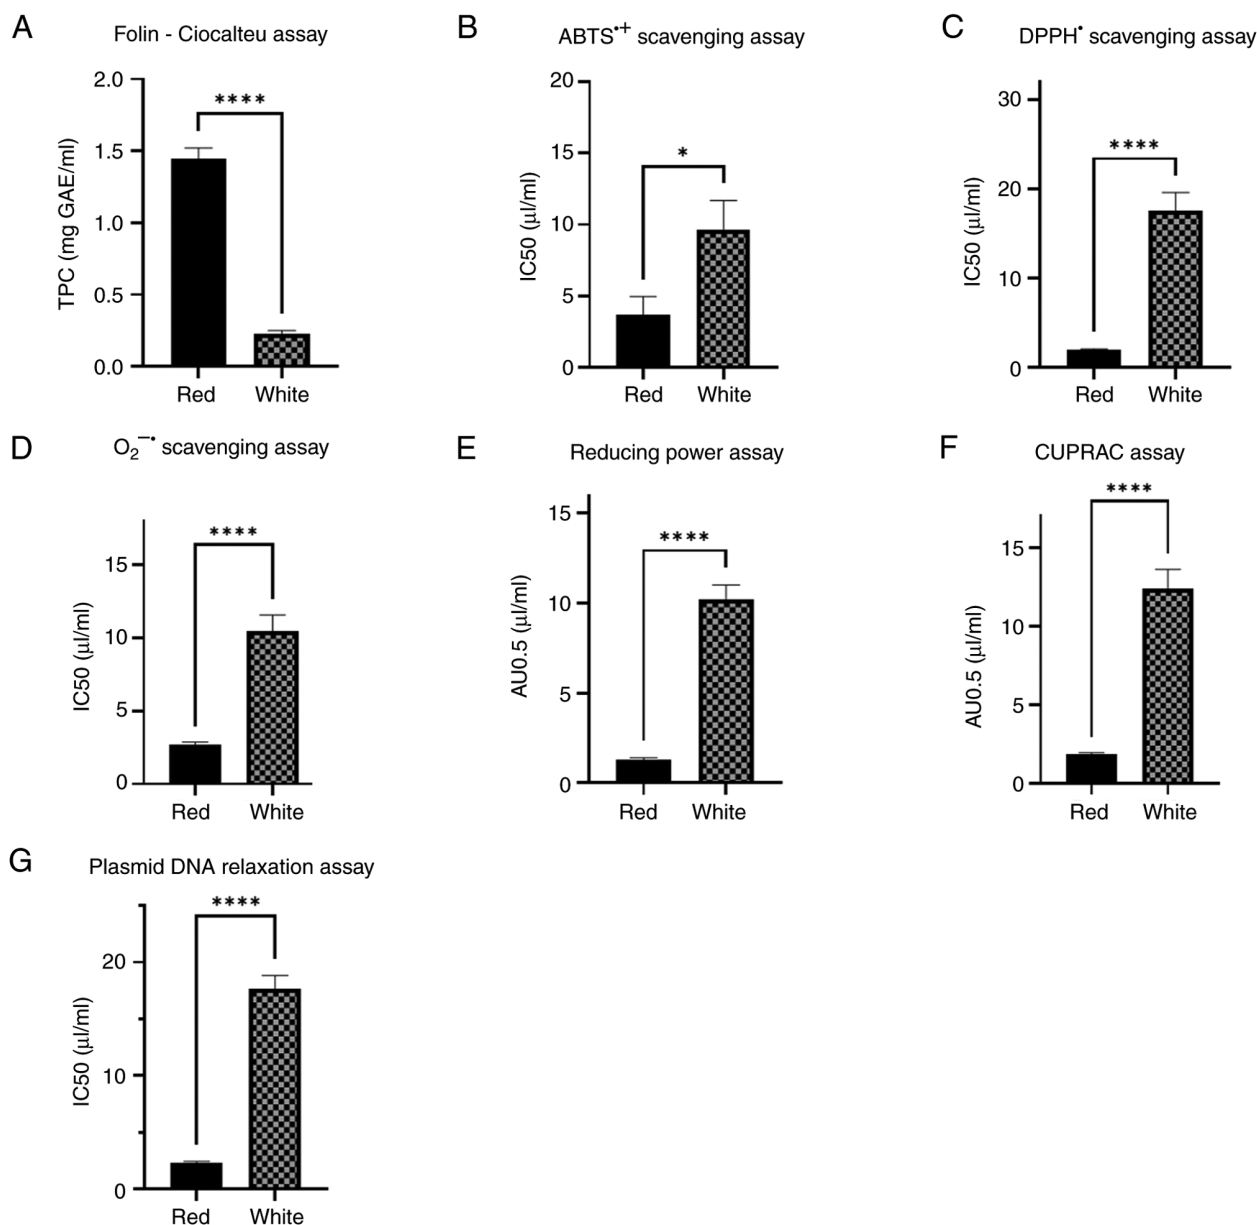 A
Folin - Ciocalteu assay
TPC (mg GAE/ml)
2.0
1.5
1.0
0.5
0.0
****
Red White
B
ABTS•+ scavenging assay
IC50 (µl/ml)
20
15
10
5
0
*
Red White
C
DPPH• scavenging assay
IC50 (µl/ml)
30
20
10
0
****
Red White
D
O2−• scavenging assay
IC50 (µl/ml)
15
10
5
0
****
Red White
E
Reducing power assay
AU0.5 (µl/ml)
15
10
5
0
****
Red White
F
CUPRAC assay
AU0.5 (µl/ml)
15
10
5
0
****
Red White
G
Plasmid DNA relaxation assay
IC50 (µl/ml)
20
10
0
****
Red White